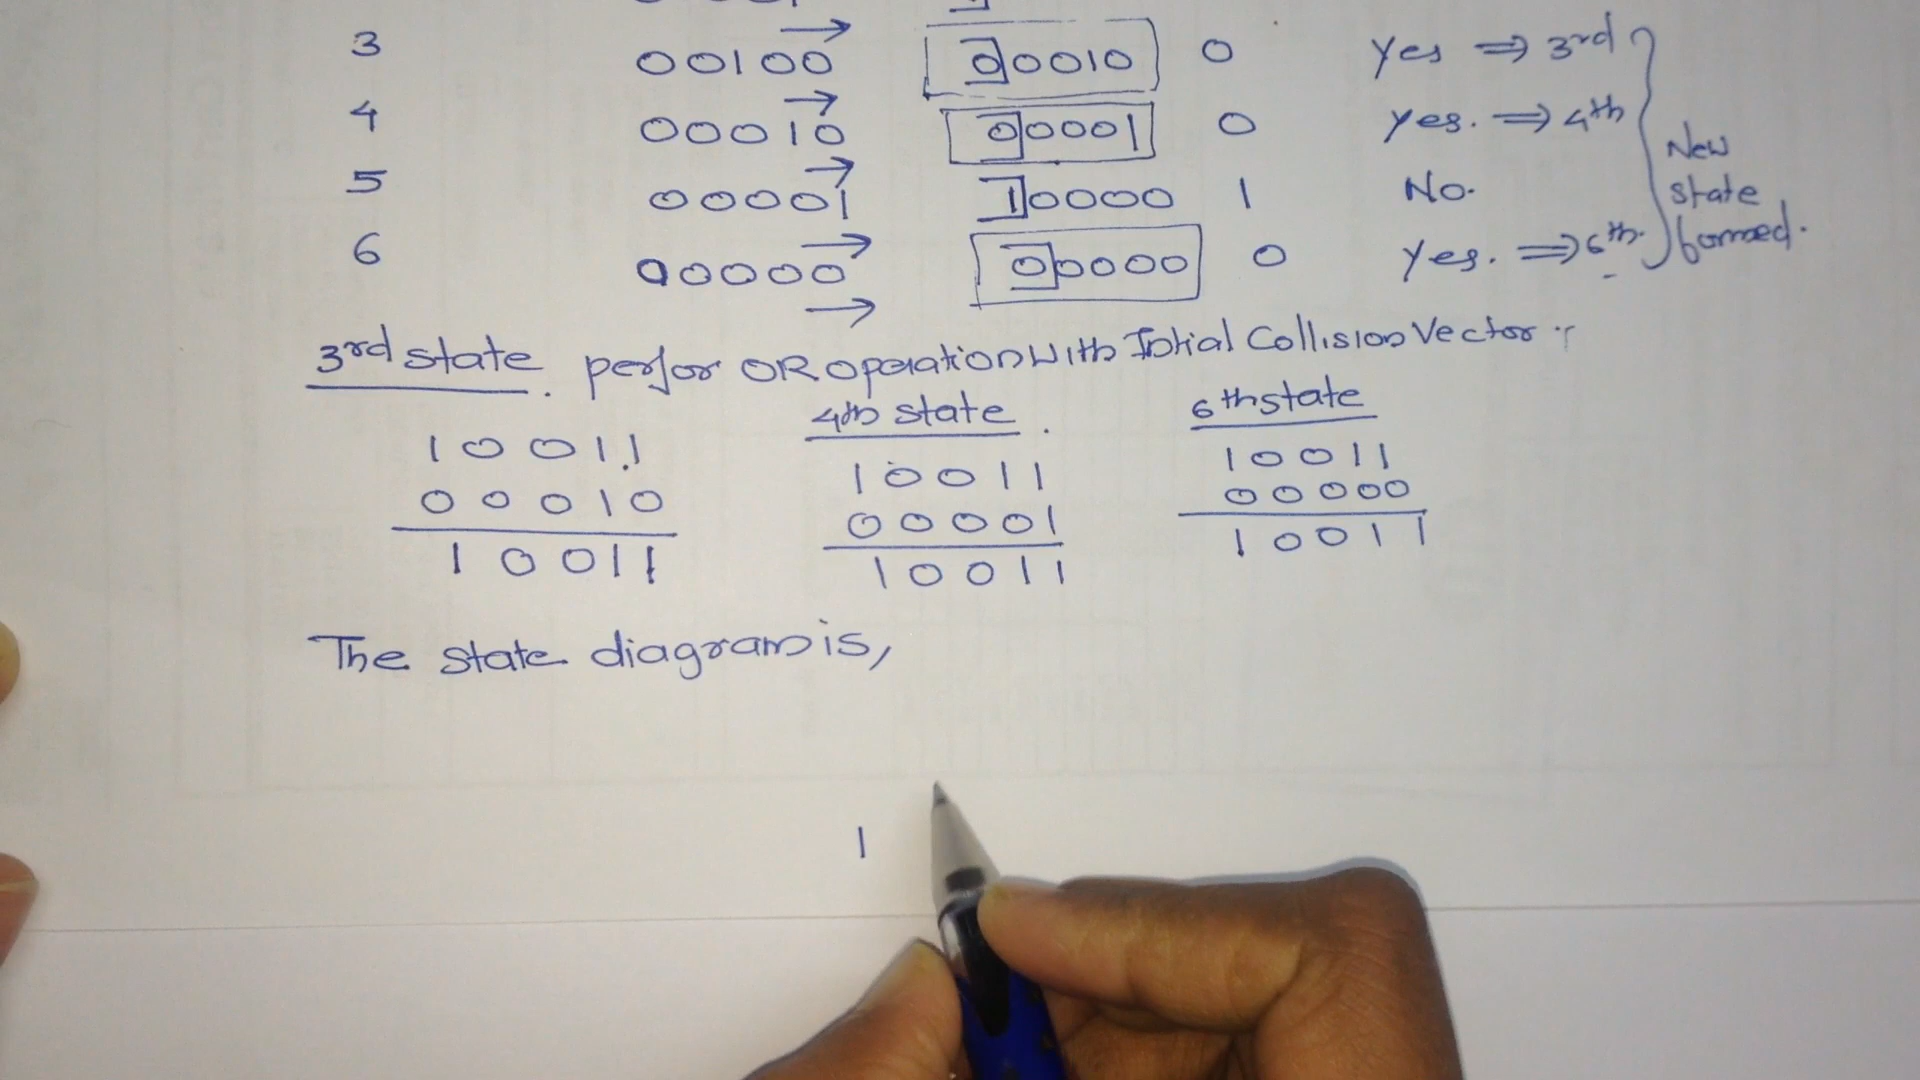 3 00100 00010 0 Yes ⇒ 3rd
4 00010 00001 0 Yes. ⇒ 4th
5 00001 10000 1 No.
6 00000 00000 0 Yes. ⇒ 6th.
New
state
formed.
3rd state. perfor OR operation With Intial Collision Vector :
4th state.
6th state
10011
00010
10011
10011
00001
10011
10011
00000
10011
The state diagram is,
1